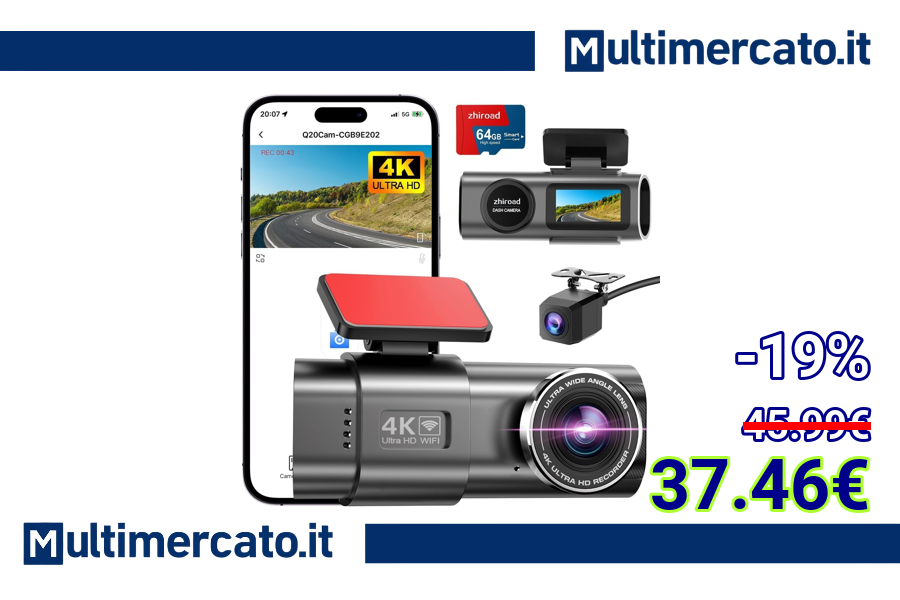 Multimercato.it
20:07
5G
Q20Cam-CGB9E202
REC 00:43
4K
ULTRA HD
zhiroad
64GB
High speed
Smart
zhiroad
DASH CAMERA
4K
Ultra HD WIFI
ULTRA WIDE ANGLE LENS
4K ULTRA HD RECORDER
Cam
-19%
45.99€
37.46€
Multimercato.it